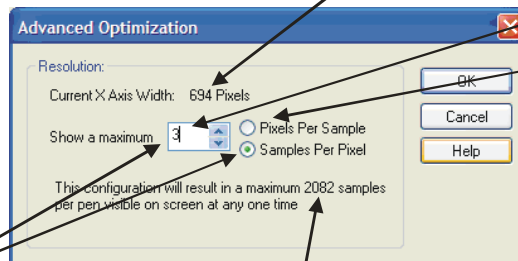 Advanced Optimization
Resolution:
Current X Axis Width: 694 Pixels
OK
Show a maximum 3 Pixels Per Sample
Cancel
Samples Per Pixel
Help
This configuration will result in a maximum 2082 samples
per pen visible on screen at any one time